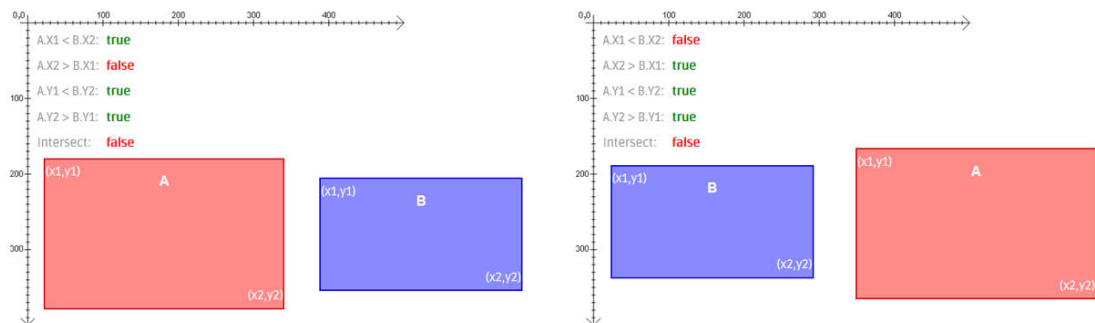 0,0 100 200 300 400
A.X1 < B.X2: true
A.X2 > B.X1: false
A.Y1 < B.Y2: true
100
A.Y2 > B.Y1: true
Intersect: false
200
300
(x1,y1)
A
(x2,y2)
(x1,y1)
B
(x2,y2)
0,0 100 200 300 400
A.X1 < B.X2: false
A.X2 > B.X1: true
A.Y1 < B.Y2: true
100
A.Y2 > B.Y1: true
Intersect: false
200
300
(x1,y1)
B
(x2,y2)
(x1,y1)
A
(x2,y2)